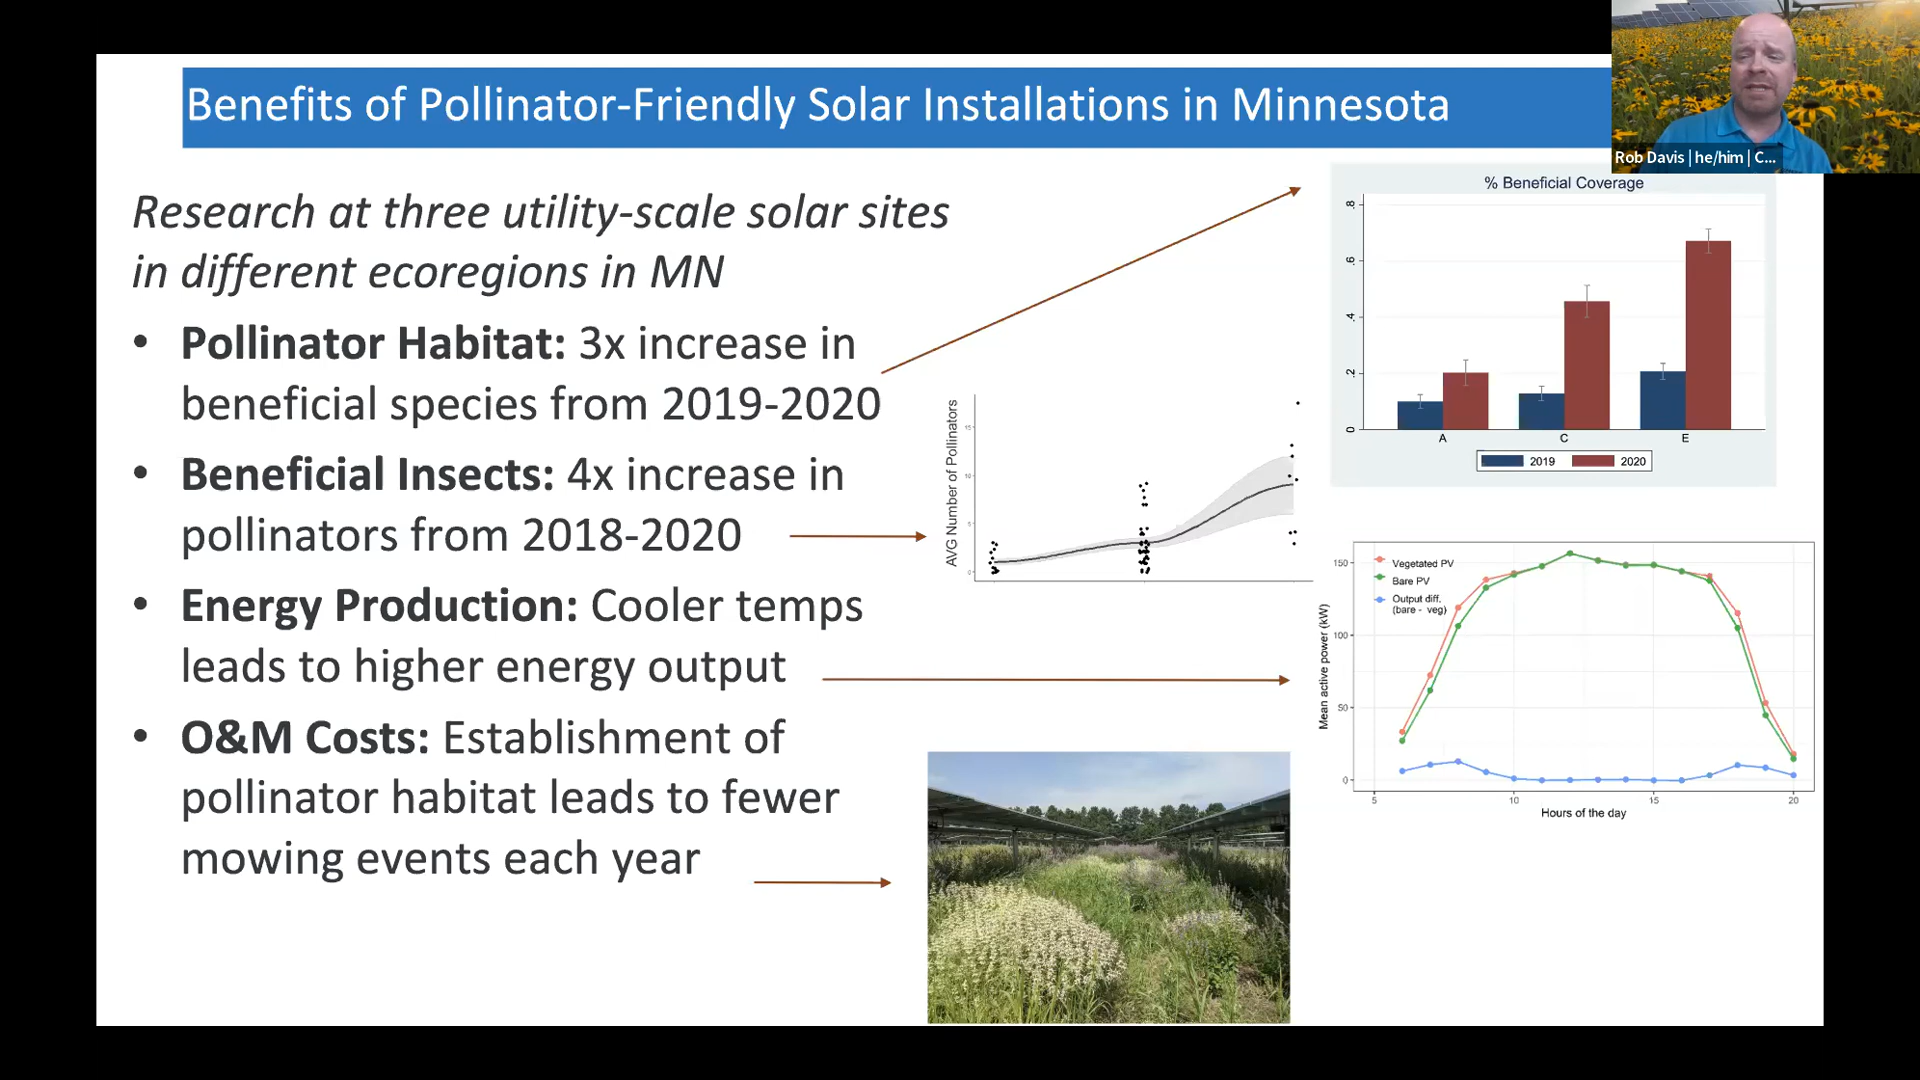 Benefits of Pollinator-Friendly Solar Installations in Minnesota
Rob Davis | he/him | C...
Research at three utility-scale solar sites
in different ecoregions in MN
• Pollinator Habitat: 3x increase in
beneficial species from 2019-2020
• Beneficial Insects: 4x increase in
pollinators from 2018-2020
• Energy Production: Cooler temps
leads to higher energy output
• O&M Costs: Establishment of
pollinator habitat leads to fewer
mowing events each year
% Beneficial Coverage
.8
.6
.4
.2
0
A C E
2019 2020
AVG Number of Pollinators
15
10
5
0
Vegetated PV
Bare PV
Output diff.
(bare - veg)
Mean active power (kW)
150
100
50
0
5 10 15 20
Hours of the day